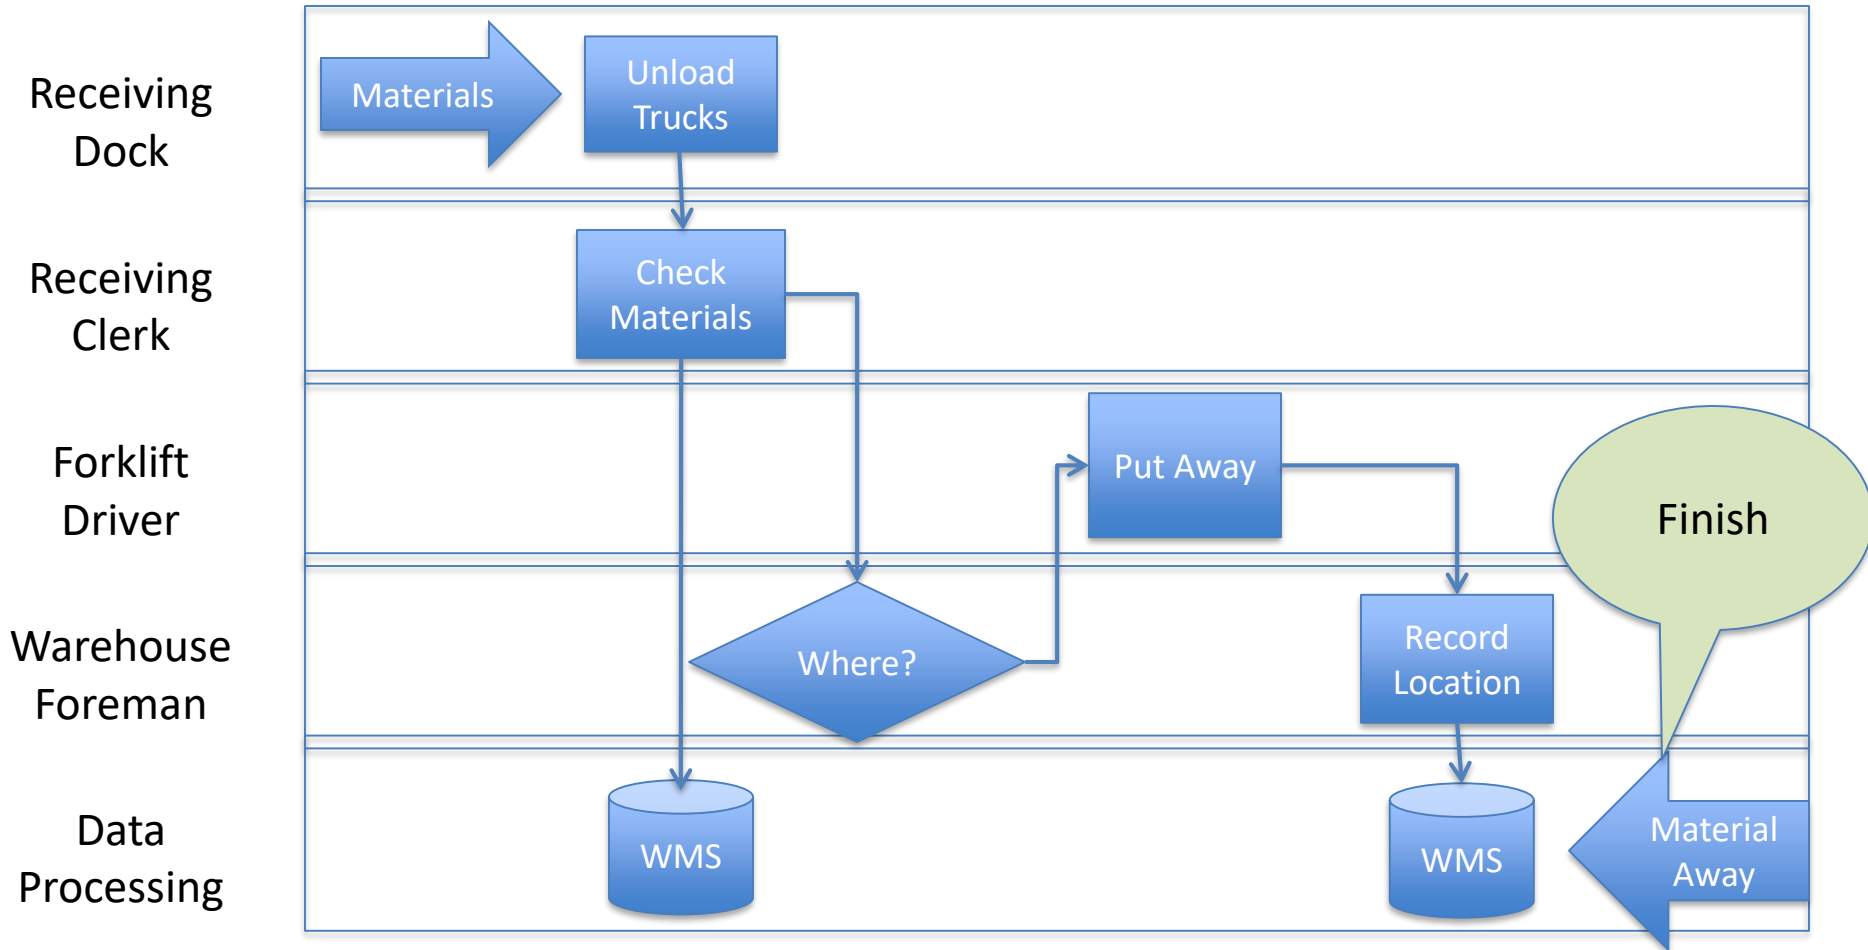 Receiving
Dock
Materials
Unload
Trucks
Receiving
Clerk
Check
Materials
Forklift
Driver
Put Away
Finish
Warehouse
Foreman
Where?
Record
Location
Data
Processing
WMS
WMS
Material
Away